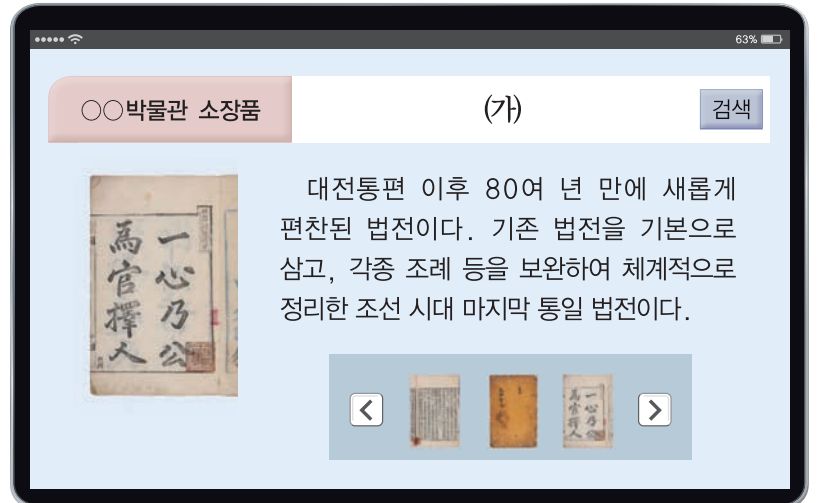 63%
○○박물관 소장품
(가)
검색
대전통편 이후 80여 년 만에 새롭게
편찬된 법전이다. 기존 법전을 기본으로
삼고, 각종 조례 등을 보완하여 체계적으로
정리한 조선 시대 마지막 통일 법전이다.
一心乃公
爲官擇人